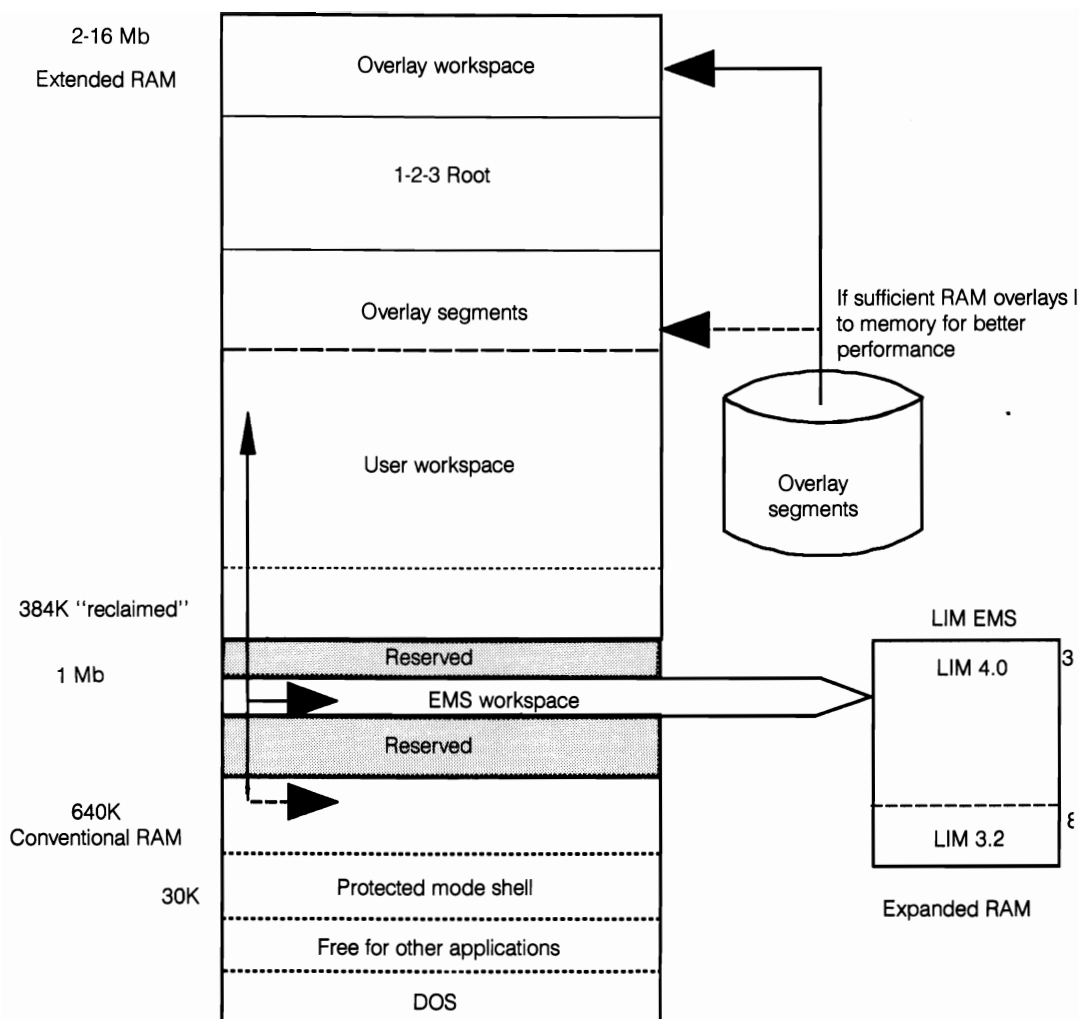 2-16 Mb
Extended RAM
Overlay workspace
1-2-3 Root
Overlay segments
If sufficient RAM overlays
to memory for better
performance
User workspace
Overlay
segments
384K "reclaimed"
LIM EMS
Reserved
LIM 4.0
3
1 Mb
EMS workspace
Reserved
640K
Conventional RAM
8
LIM 3.2
Protected mode shell
30K
Expanded RAM
Free for other applications
DOS